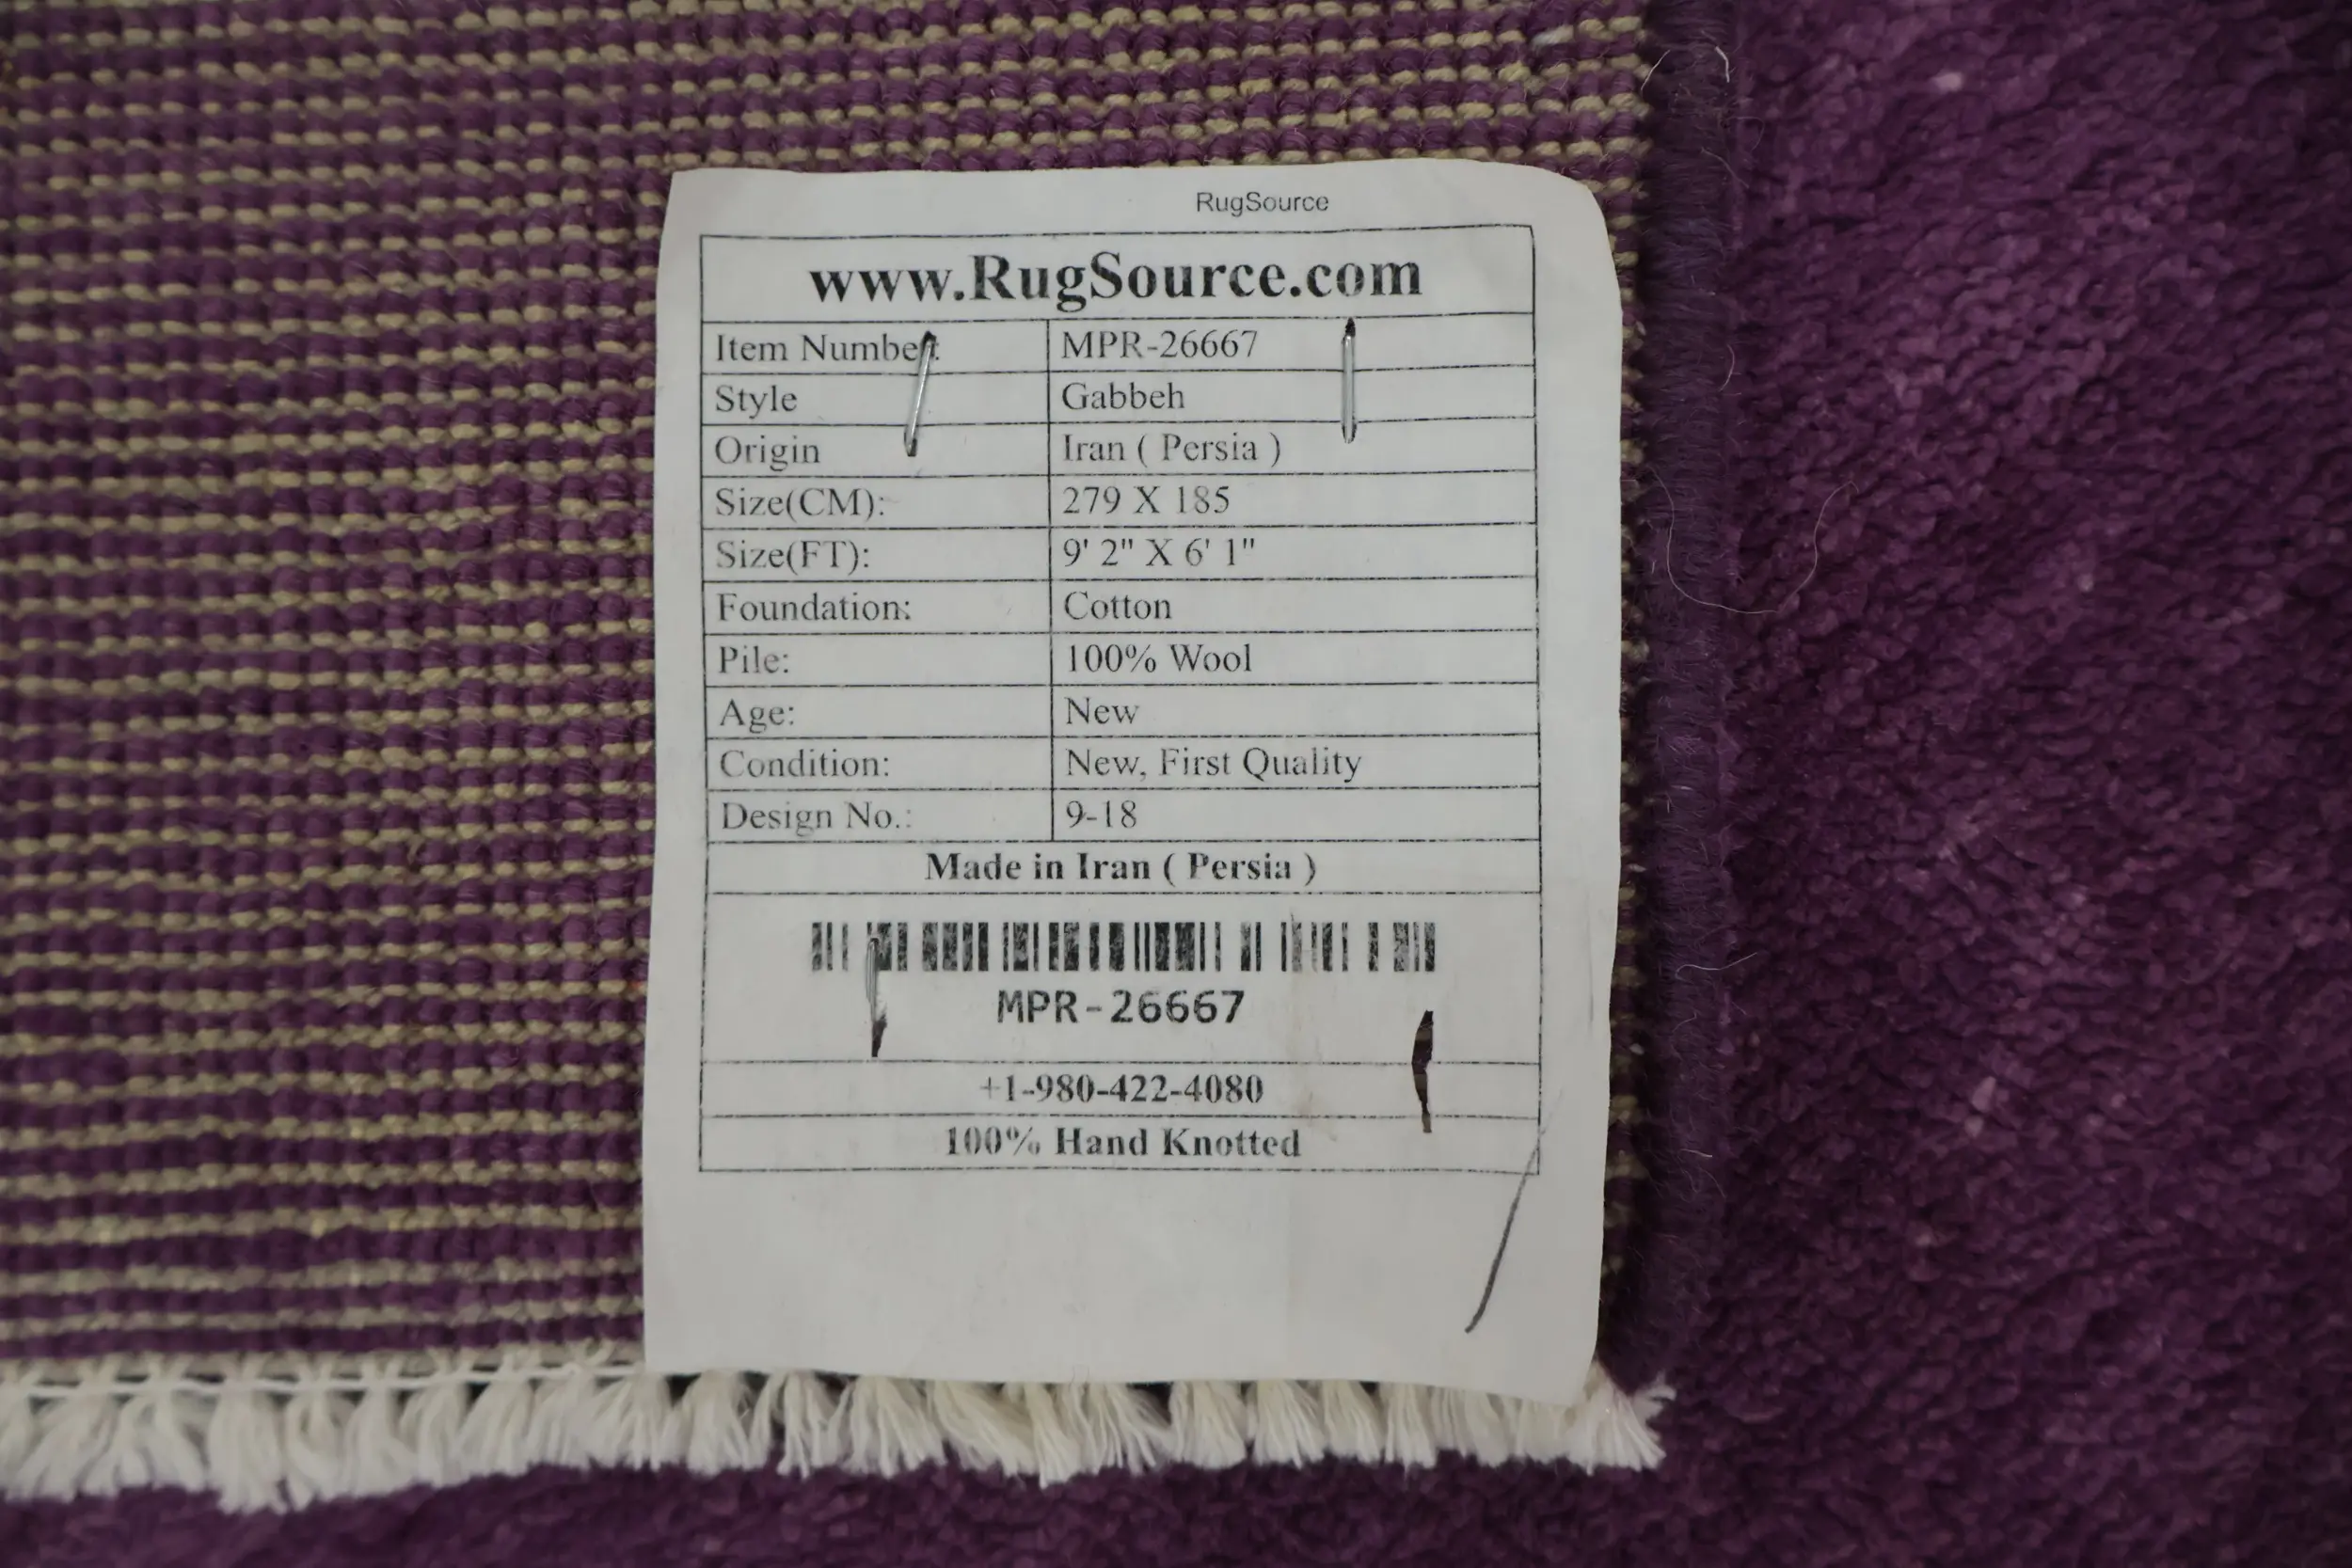 RugSource
www.RugSource.com
Item Number: MPR-26667
Style Gabbeh
Origin Iran ( Persia )
Size(CM): 279 X 185
Size(FT): 9' 2" X 6' 1"
Foundation: Cotton
Pile: 100% Wool
Age: New
Condition: New, First Quality
Design No.: 9-18
Made in Iran ( Persia )
MPR-26667
+1-980-422-4080
100% Hand Knotted